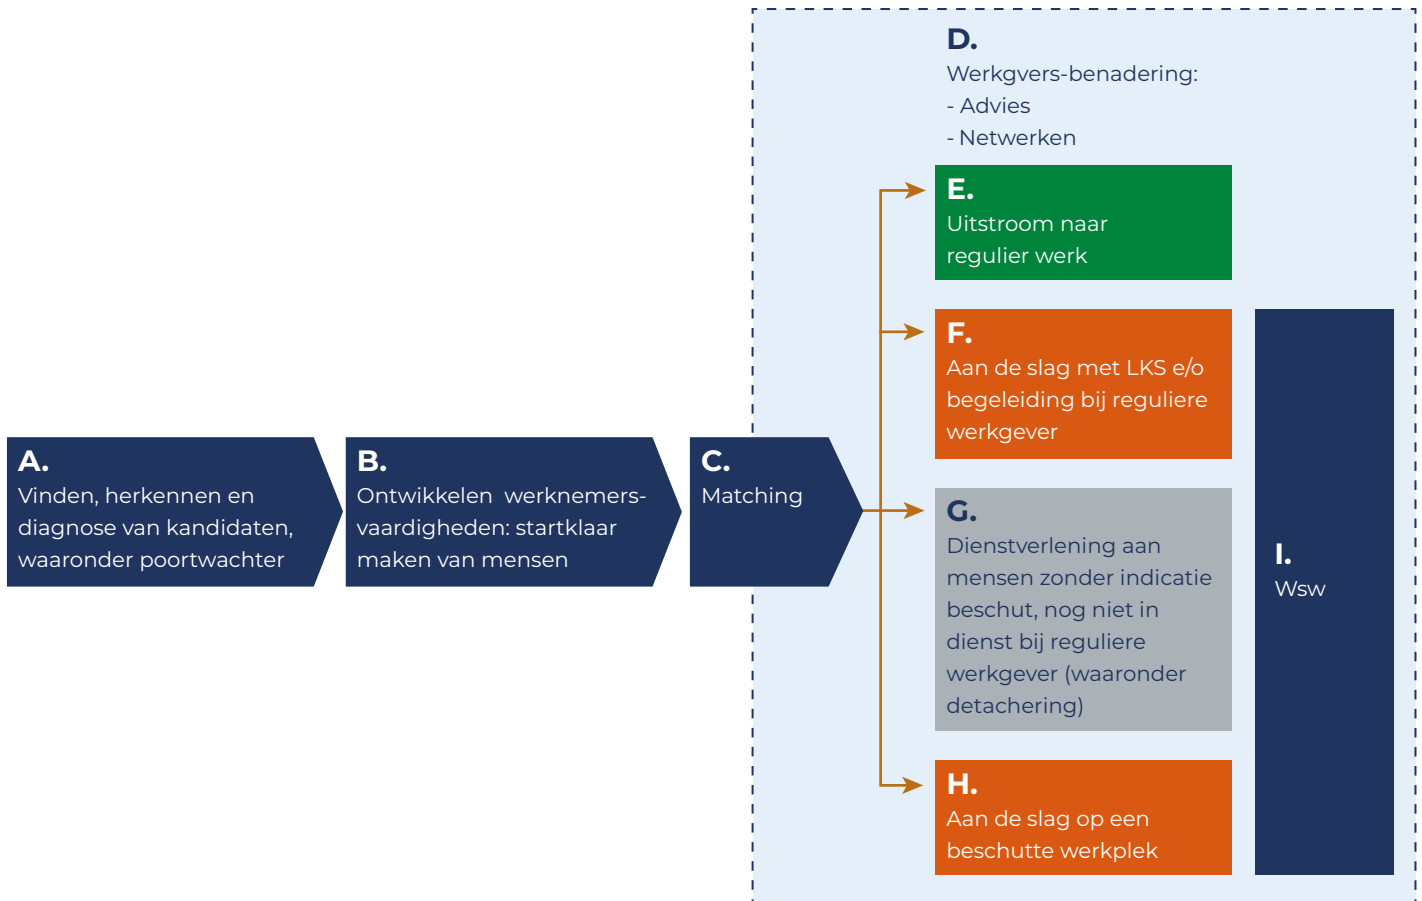 D.
Werkgvers-benadering:
- Advies
- Netwerken
E.
Uitstroom naar
regulier werk
F.
Aan de slag met LKS e/o
begeleiding bij reguliere
werkgever
A.
Vinden, herkennen en
diagnose van kandidaten,
waaronder poortwachter
B.
Ontwikkelen werknemers-
vaardigheden: startklaar
maken van mensen
C.
Matching
G.
Dienstverlening aan
mensen zonder indicatie
beschut, nog niet in
dienst bij reguliere
werkgever (waaronder
detachering)
I.
Wsw
H.
Aan de slag op een
beschutte werkplek